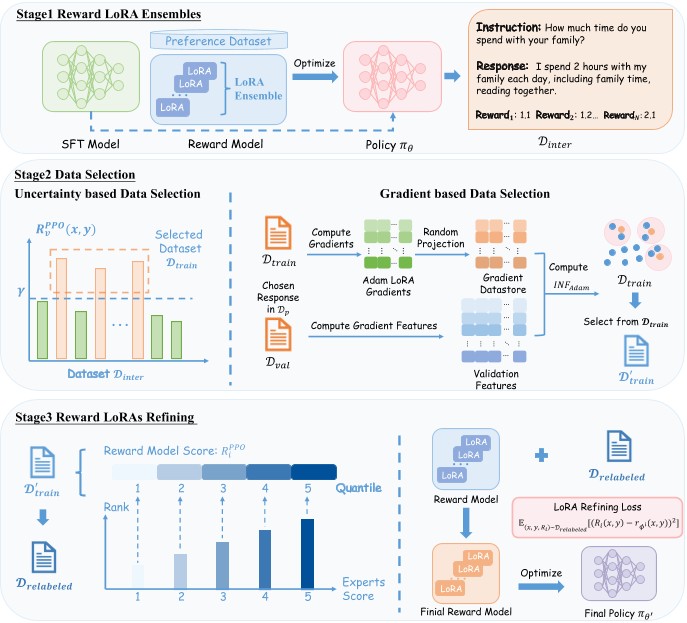 Stage1 Reward LoRA Ensembles
Preference Dataset
LoRA
LoRA
...
LoRA
LoRA
Ensemble
Optimize
SFT Model
Reward Model
Policy π_θ
Instruction: How much time do you
spend with your family?
Response: I spend 2 hours with my
family each day, including family time,
reading together.
Reward₁: 1,1 Reward₂: 1,2... Reward_N: 2,1
𝒟_inter
Stage2 Data Selection
Uncertainty based Data Selection
R_v^PPO(x, y)
Selected
Dataset
𝒟_train
γ
...
Dataset 𝒟_inter
Gradient based Data Selection
𝒟_train
Compute
Gradients
Adam LoRA
Gradients
Random
Projection
Gradient
Datastore
Chosen
Response
in 𝒟_p
𝒟_val
Compute Gradient Features
Validation
Features
Compute
INF_Adam
𝒟_train
Select from 𝒟_train
𝒟'_train
Stage3 Reward LoRAs Refining
𝒟'_train
𝒟_relabeled
Reward Model Score: R_i^PPO
1 2 3 4 5 Quantile
Rank
1 2 3 4 5
Experts
Score
LoRA
LoRA
...
LoRA
Reward Model
+
𝒟_relabeled
LoRA Refining Loss
𝔼_(x, y, R_i)~𝒟_relabeled[(R_i(x, y) − r_ϕ^i(x, y))²]
LoRA
LoRA
...
LoRA
Finial Reward Model
Optimize
Final Policy π_θ'